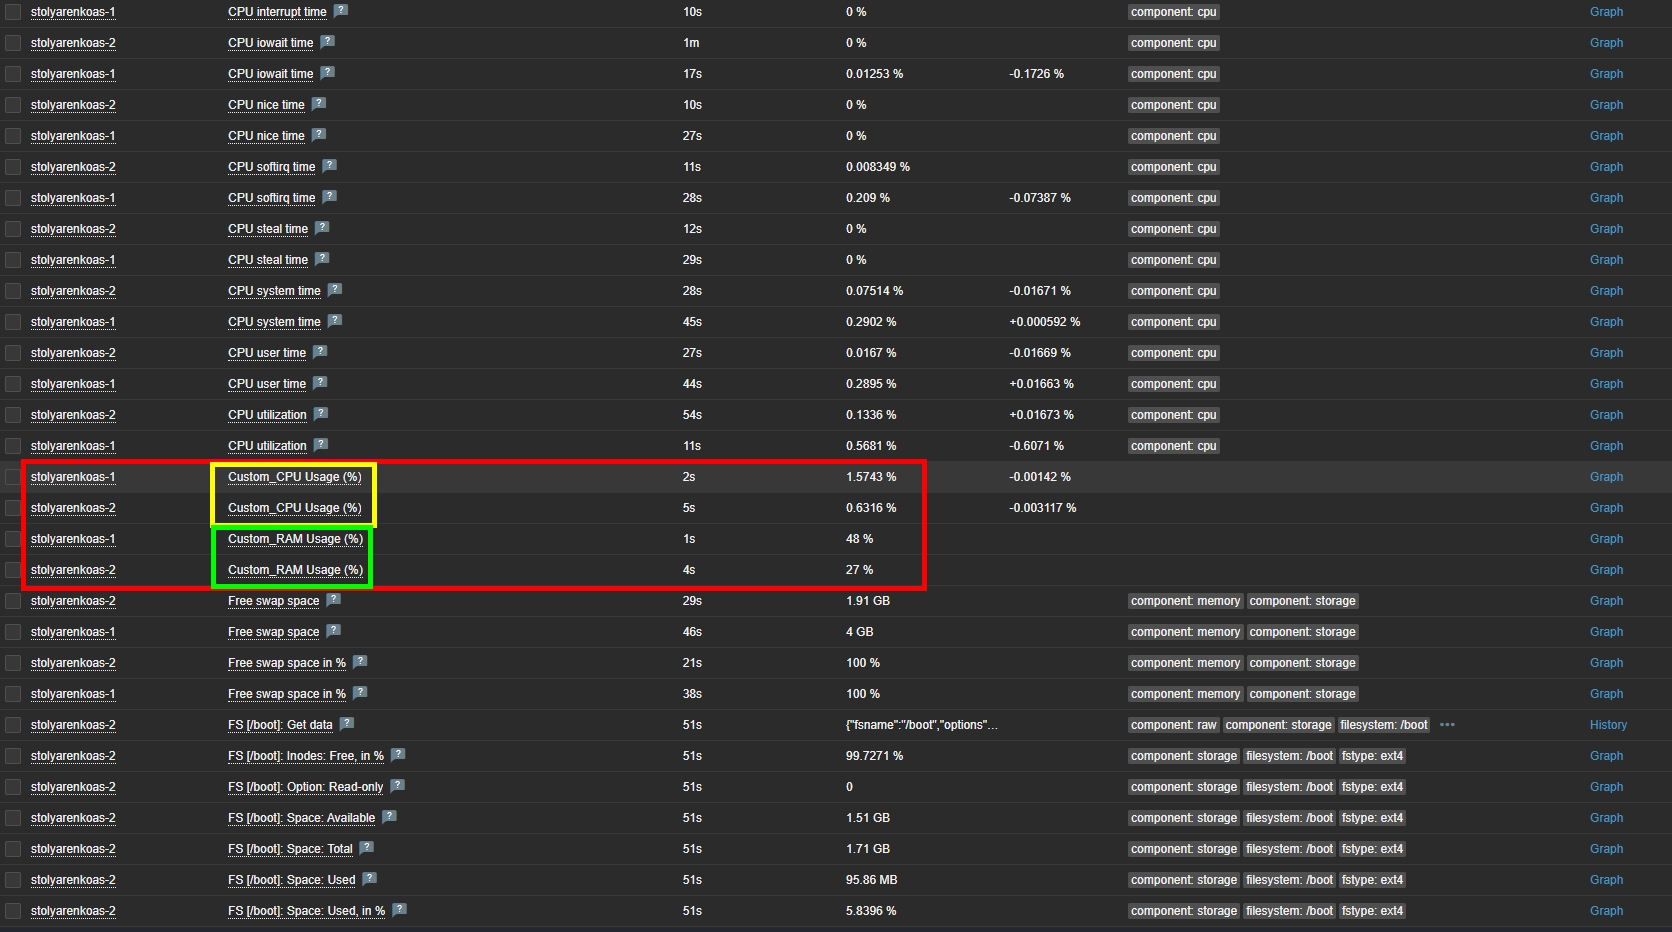 stolyarenkoas-1 CPU interrupt time ? 10s 0 % component: cpu Graph
stolyarenkoas-2 CPU iowait time ? 1m 0 % component: cpu Graph
stolyarenkoas-1 CPU iowait time ? 17s 0.01253 % -0.1726 % component: cpu Graph
stolyarenkoas-2 CPU nice time ? 10s 0 % component: cpu Graph
stolyarenkoas-1 CPU nice time ? 27s 0 % component: cpu Graph
stolyarenkoas-2 CPU softirq time ? 11s 0.008349 % component: cpu Graph
stolyarenkoas-1 CPU softirq time ? 28s 0.209 % -0.07387 % component: cpu Graph
stolyarenkoas-2 CPU steal time ? 12s 0 % component: cpu Graph
stolyarenkoas-1 CPU steal time ? 29s 0 % component: cpu Graph
stolyarenkoas-2 CPU system time ? 28s 0.07514 % -0.01671 % component: cpu Graph
stolyarenkoas-1 CPU system time ? 45s 0.2902 % +0.000592 % component: cpu Graph
stolyarenkoas-2 CPU user time ? 27s 0.0167 % -0.01669 % component: cpu Graph
stolyarenkoas-1 CPU user time ? 44s 0.2895 % +0.01663 % component: cpu Graph
stolyarenkoas-2 CPU utilization ? 54s 0.1336 % +0.01673 % component: cpu Graph
stolyarenkoas-1 CPU utilization ? 11s 0.5681 % -0.6071 % component: cpu Graph
stolyarenkoas-1 Custom_CPU Usage (%) 2s 1.5743 % -0.00142 % Graph
stolyarenkoas-2 Custom_CPU Usage (%) 5s 0.6316 % -0.003117 % Graph
stolyarenkoas-1 Custom_RAM Usage (%) 1s 48 % Graph
stolyarenkoas-2 Custom_RAM Usage (%) 4s 27 % Graph
stolyarenkoas-2 Free swap space ? 29s 1.91 GB component: memory component: storage Graph
stolyarenkoas-1 Free swap space ? 46s 4 GB component: memory component: storage Graph
stolyarenkoas-2 Free swap space in % ? 21s 100 % component: memory component: storage Graph
stolyarenkoas-1 Free swap space in % ? 38s 100 % component: memory component: storage Graph
stolyarenkoas-2 FS [/boot]: Get data ? 51s {"fsname":"/boot","options"... component: raw component: storage filesystem: /boot ••• History
stolyarenkoas-2 FS [/boot]: Inodes: Free, in % ? 51s 99.7271 % component: storage filesystem: /boot fstype: ext4 Graph
stolyarenkoas-2 FS [/boot]: Option: Read-only ? 51s 0 component: storage filesystem: /boot fstype: ext4 Graph
stolyarenkoas-2 FS [/boot]: Space: Available ? 51s 1.51 GB component: storage filesystem: /boot fstype: ext4 Graph
stolyarenkoas-2 FS [/boot]: Space: Total ? 51s 1.71 GB component: storage filesystem: /boot fstype: ext4 Graph
stolyarenkoas-2 FS [/boot]: Space: Used ? 51s 95.86 MB component: storage filesystem: /boot fstype: ext4 Graph
stolyarenkoas-2 FS [/boot]: Space: Used, in % ? 51s 5.8396 % component: storage filesystem: /boot fstype: ext4 Graph